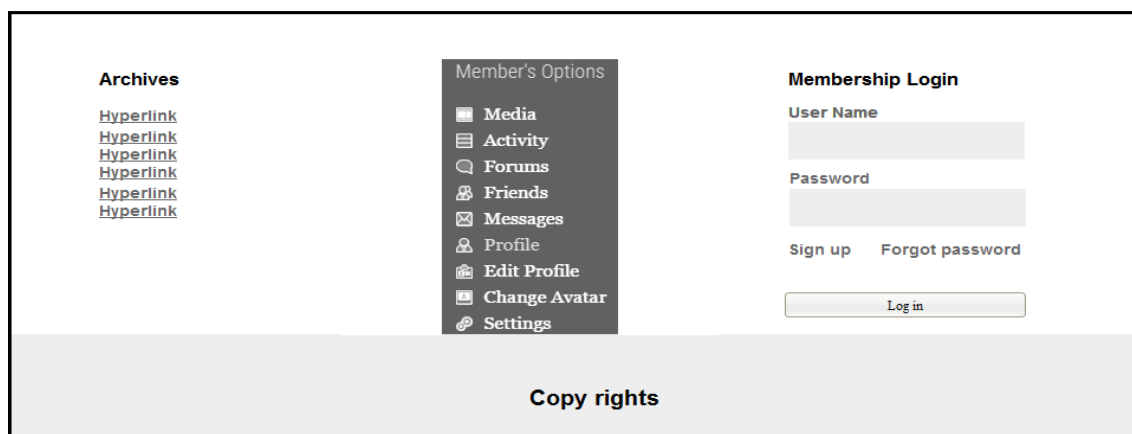 Archives
Hyperlink
Hyperlink
Hyperlink
Hyperlink
Hyperlink
Hyperlink
Member's Options
Media
Activity
Forums
Friends
Messages
Profile
Edit Profile
Change Avatar
Settings
Membership Login
User Name
Password
Sign up Forgot password
Log in
Copy rights